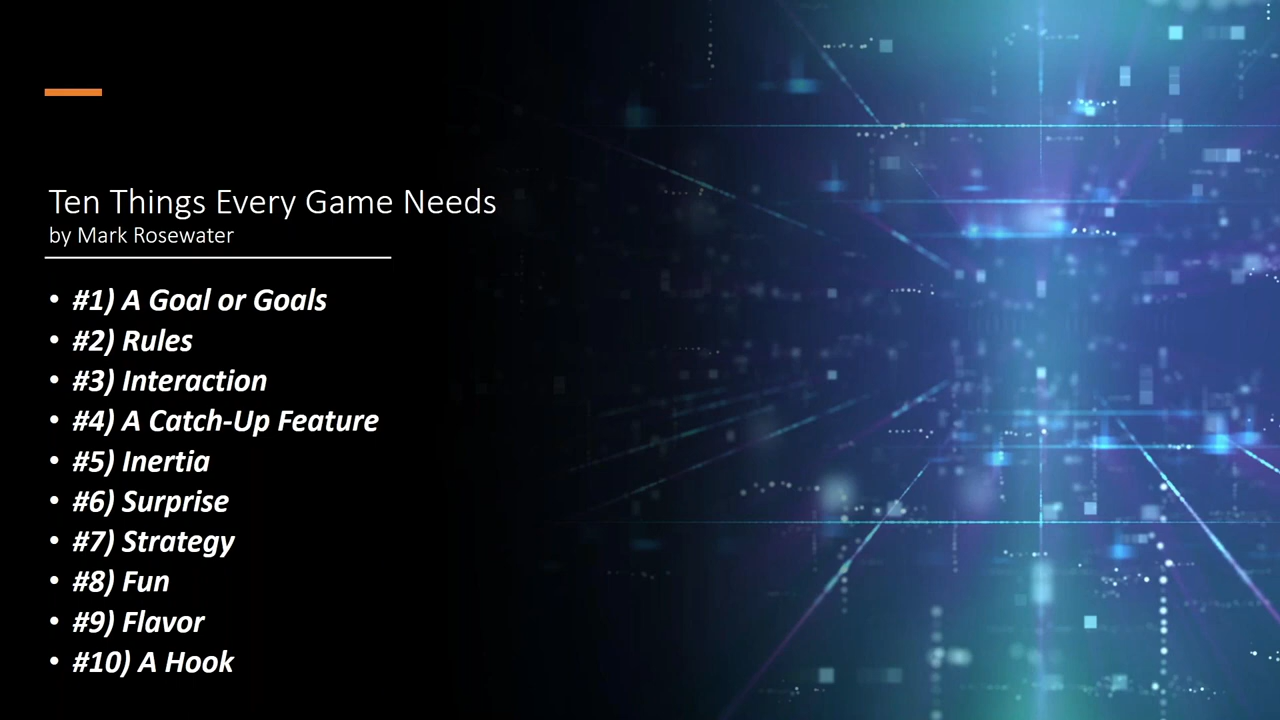 Ten Things Every Game Needs
by Mark Rosewater
• #1) A Goal or Goals
• #2) Rules
• #3) Interaction
• #4) A Catch-Up Feature
• #5) Inertia
• #6) Surprise
• #7) Strategy
• #8) Fun
• #9) Flavor
• #10) A Hook